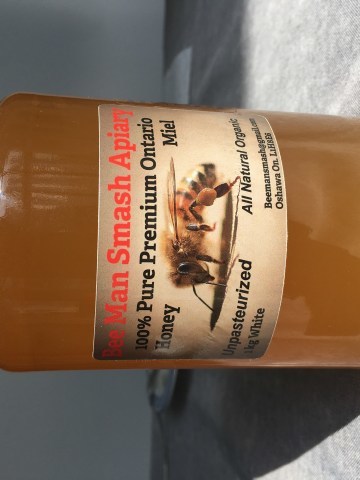 Bee Man Smash Apiary
100% Pure Premium Ontario
Honey Miel
Unpasteurized All Natural Organic
1kg White
Beemansmash@gmail.com
Oshawa On. L1H8E8